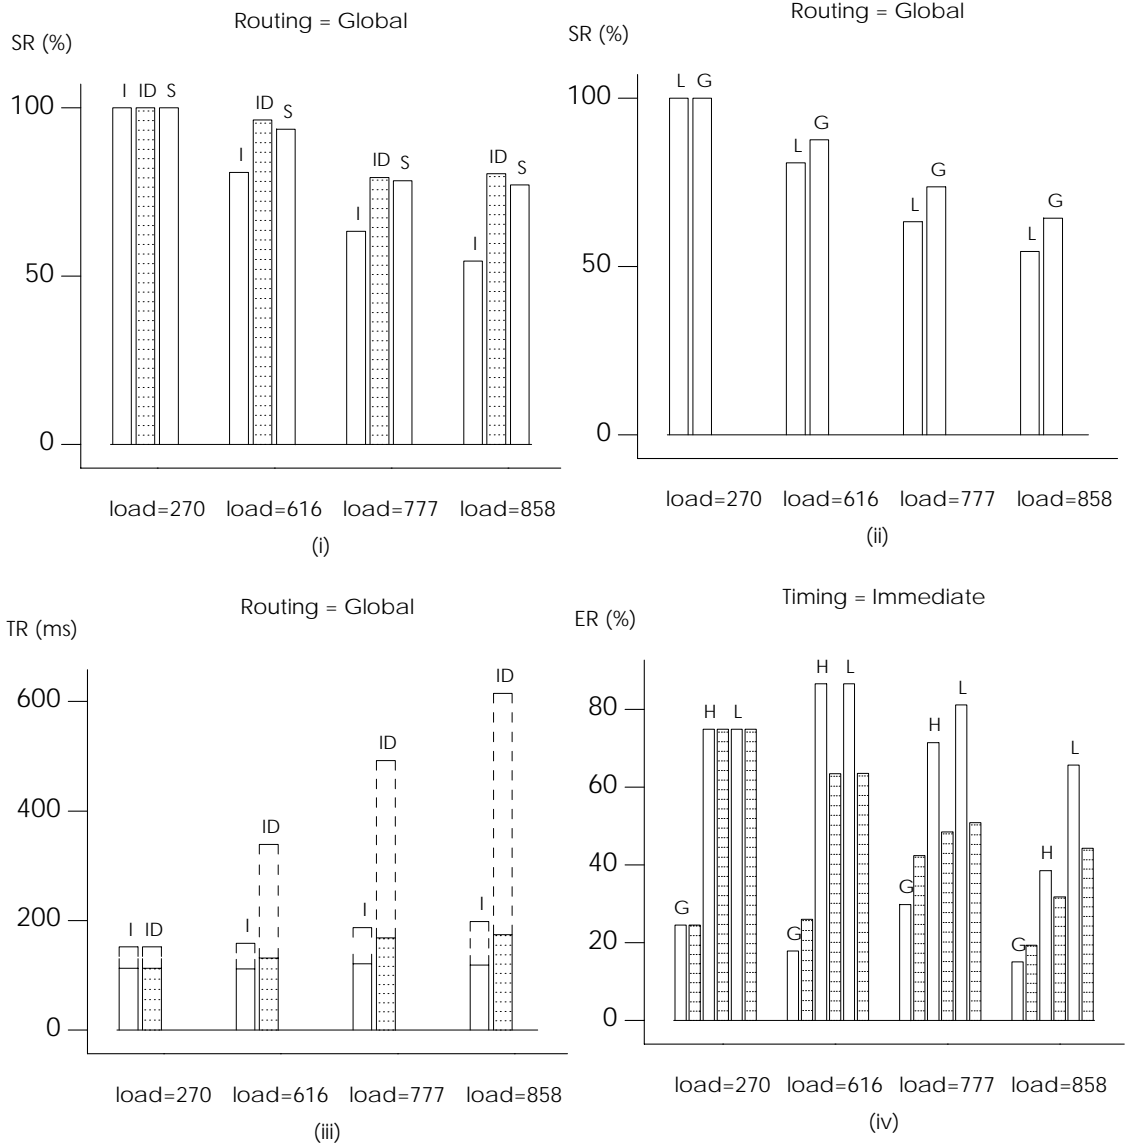 Routing = Global
SR (%)
I ID S
100
I ID S
I ID S
I ID S
50
0
load=270 load=616 load=777 load=858
(i)
Routing = Global
SR (%)
L G
100
L G
L G
L G
50
0
load=270 load=616 load=777 load=858
(ii)
Routing = Global
TR (ms)
600
400
200
0
I ID
I ID
I ID
I ID
load=270 load=616 load=777 load=858
(iii)
Timing = Immediate
ER (%)
80
60
40
20
0
G H L
G H L
G H L
G H L
load=270 load=616 load=777 load=858
(iv)